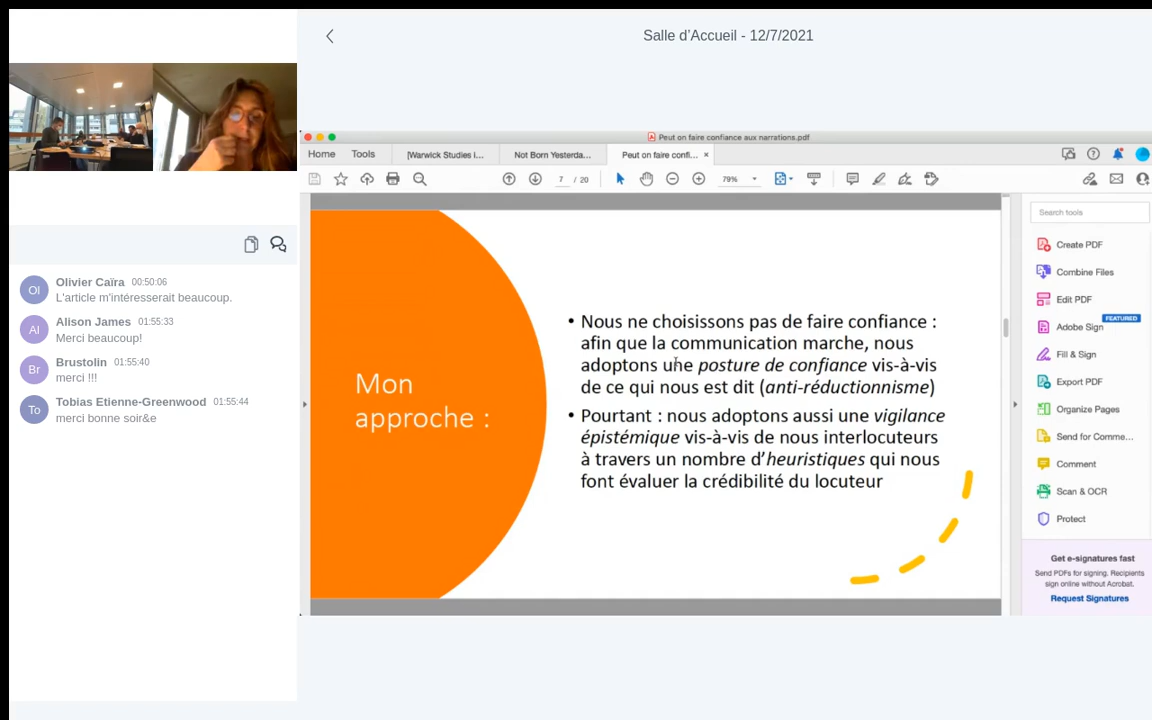 Salle d’Accueil - 12/7/2021
Peut on faire confiance aux narrations.pdf
Home Tools [Warwick Studies i... Not Born Yesterda... Peut on faire confi... ×
7 / 20 79%
Mon
approche :
• Nous ne choisissons pas de faire confiance :
afin que la communication marche, nous
adoptons une posture de confiance vis-à-vis
de ce qui nous est dit (anti-réductionnisme)
• Pourtant : nous adoptons aussi une vigilance
épistémique vis-à-vis de nous interlocuteurs
à travers un nombre d’heuristiques qui nous
font évaluer la crédibilité du locuteur
Search tools
Create PDF
Combine Files
Edit PDF
FEATURED
Adobe Sign
Fill & Sign
Export PDF
Organize Pages
Send for Comme...
Comment
Scan & OCR
Protect
Get e-signatures fast
Send PDFs for signing. Recipients
sign online without Acrobat.
Request Signatures
Ol Olivier Caïra 00:50:06
L'article m'intéresserait beaucoup.
Al Alison James 01:55:33
Merci beaucoup!
Br Brustolin 01:55:40
merci !!!
To Tobias Etienne-Greenwood 01:55:44
merci bonne soir&e